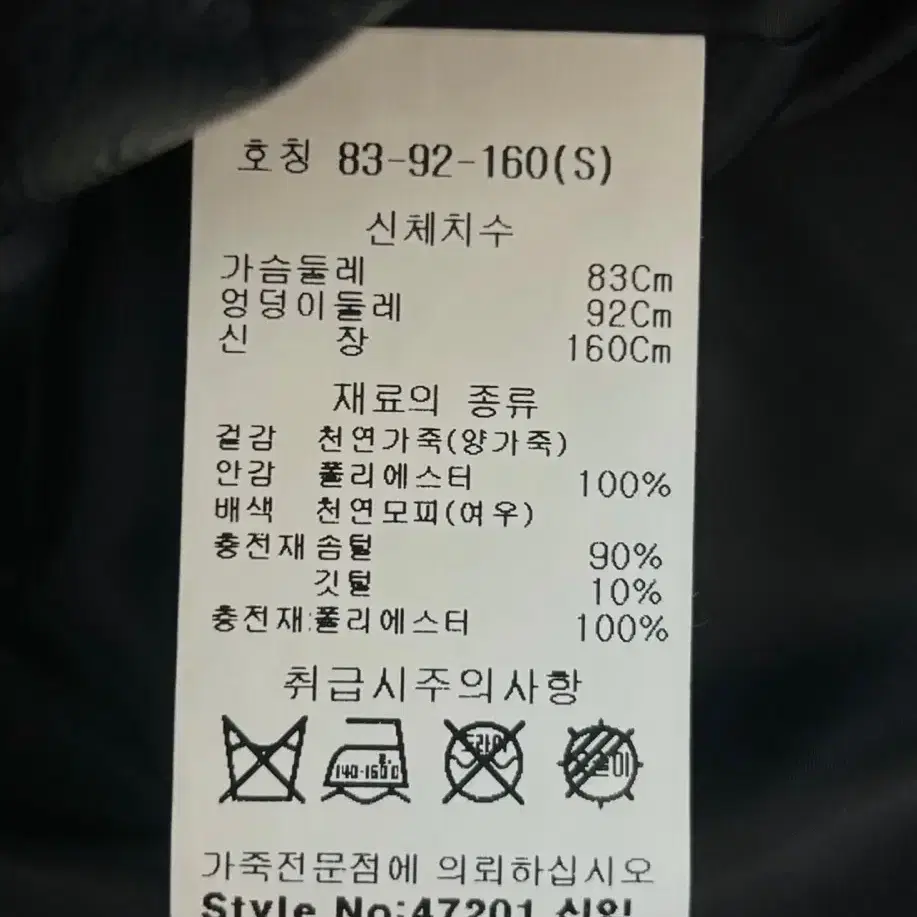 호칭 83-92-160(S)
신체치수
가슴둘레 83Cm
엉덩이둘레 92Cm
신 장 160Cm
재료의 종류
겉감 천연가죽(양가죽)
안감 폴리에스터 100%
배색 천연모피(여우)
충전재 솜털 90%
깃털 10%
충전재:폴리에스터 100%
취급시주의사항
140-160℃
드라이
가죽전문점에 의뢰하십시오
Style No:47201